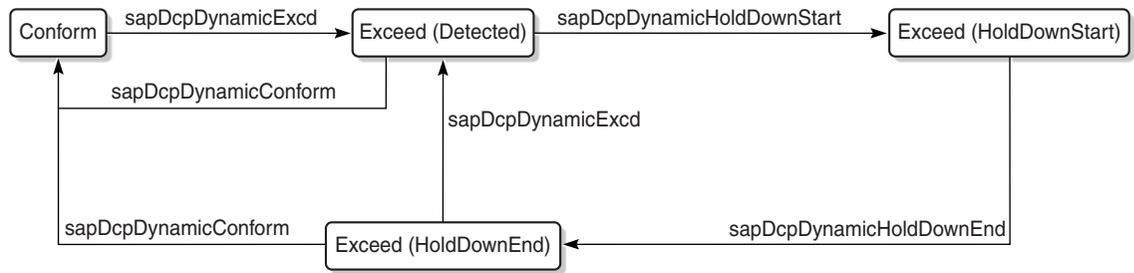 Conform
sapDcpDynamicExcd
Exceed (Detected)
sapDcpDynamicHoldDownStart
Exceed (HoldDownStart)
sapDcpDynamicConform
sapDcpDynamicExcd
sapDcpDynamicConform
Exceed (HoldDownEnd)
sapDcpDynamicHoldDownEnd